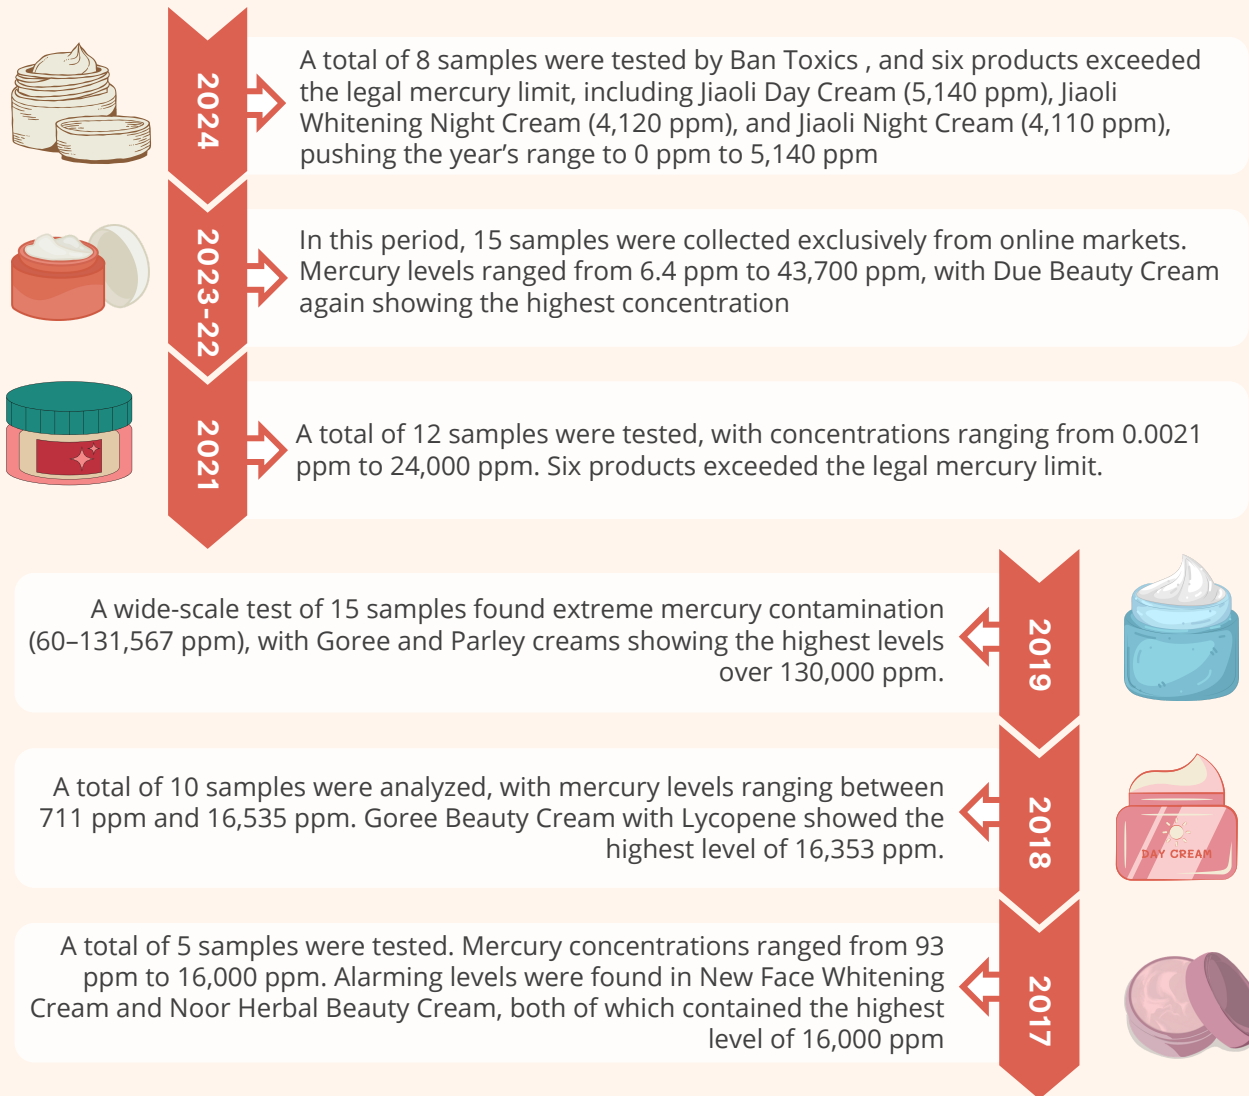 2024
A total of 8 samples were tested by Ban Toxics , and six products exceeded
the legal mercury limit, including Jiaoli Day Cream (5,140 ppm), Jiaoli
Whitening Night Cream (4,120 ppm), and Jiaoli Night Cream (4,110 ppm),
pushing the year’s range to 0 ppm to 5,140 ppm
2023-22
In this period, 15 samples were collected exclusively from online markets.
Mercury levels ranged from 6.4 ppm to 43,700 ppm, with Due Beauty Cream
again showing the highest concentration
2021
A total of 12 samples were tested, with concentrations ranging from 0.0021
ppm to 24,000 ppm. Six products exceeded the legal mercury limit.
A wide-scale test of 15 samples found extreme mercury contamination
(60–131,567 ppm), with Goree and Parley creams showing the highest levels
over 130,000 ppm.
2019
A total of 10 samples were analyzed, with mercury levels ranging between
711 ppm and 16,535 ppm. Goree Beauty Cream with Lycopene showed the
highest level of 16,353 ppm.
2018
DAY CREAM
A total of 5 samples were tested. Mercury concentrations ranged from 93
ppm to 16,000 ppm. Alarming levels were found in New Face Whitening
Cream and Noor Herbal Beauty Cream, both of which contained the highest
level of 16,000 ppm
2017